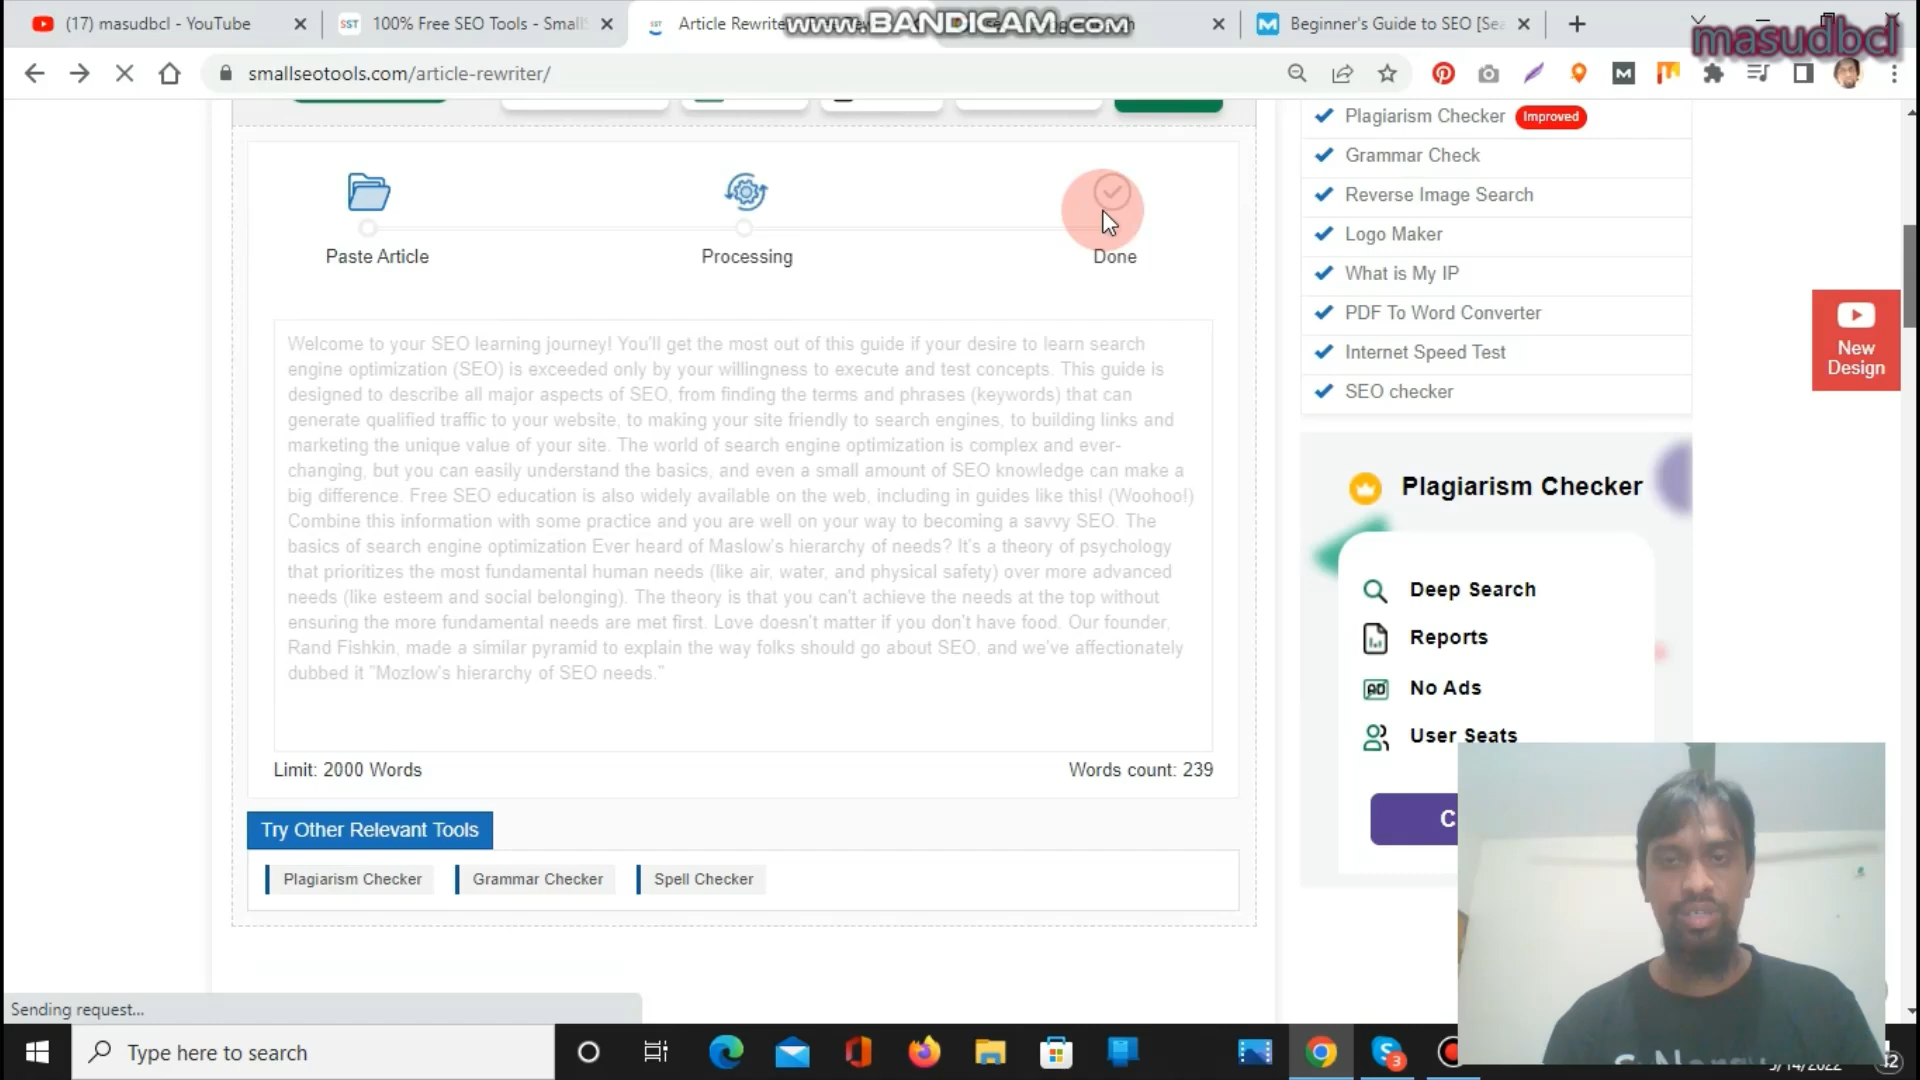 (17) masudbcl - YouTube
100% Free SEO Tools - Small
Article Rewriter
www.BANDICAM.com
Beginner's Guide to SEO [Sea
masudbcl
smallseotools.com/article-rewriter/
Paste Article
Processing
Done
Welcome to your SEO learning journey! You'll get the most out of this guide if your desire to learn search
engine optimization (SEO) is exceeded only by your willingness to execute and test concepts. This guide is
designed to describe all major aspects of SEO, from finding the terms and phrases (keywords) that can
generate qualified traffic to your website, to making your site friendly to search engines, to building links and
marketing the unique value of your site. The world of search engine optimization is complex and ever-
changing, but you can easily understand the basics, and even a small amount of SEO knowledge can make a
big difference. Free SEO education is also widely available on the web, including in guides like this! (Woohoo!)
Combine this information with some practice and you are well on your way to becoming a savvy SEO. The
basics of search engine optimization Ever heard of Maslow's hierarchy of needs? It's a theory of psychology
that prioritizes the most fundamental human needs (like air, water, and physical safety) over more advanced
needs (like esteem and social belonging). The theory is that you can't achieve the needs at the top without
ensuring the more fundamental needs are met first. Love doesn't matter if you don't have food. Our founder,
Rand Fishkin, made a similar pyramid to explain the way folks should go about SEO, and we've affectionately
dubbed it "Mozlow's hierarchy of SEO needs."
Limit: 2000 Words
Words count: 239
Try Other Relevant Tools
Plagiarism Checker
Grammar Checker
Spell Checker
Plagiarism Checker Improved
Grammar Check
Reverse Image Search
Logo Maker
What is My IP
PDF To Word Converter
Internet Speed Test
SEO checker
New
Design
Plagiarism Checker
Deep Search
Reports
No Ads
User Seats
C
Sending request...
Type here to search
3
5/14/2022